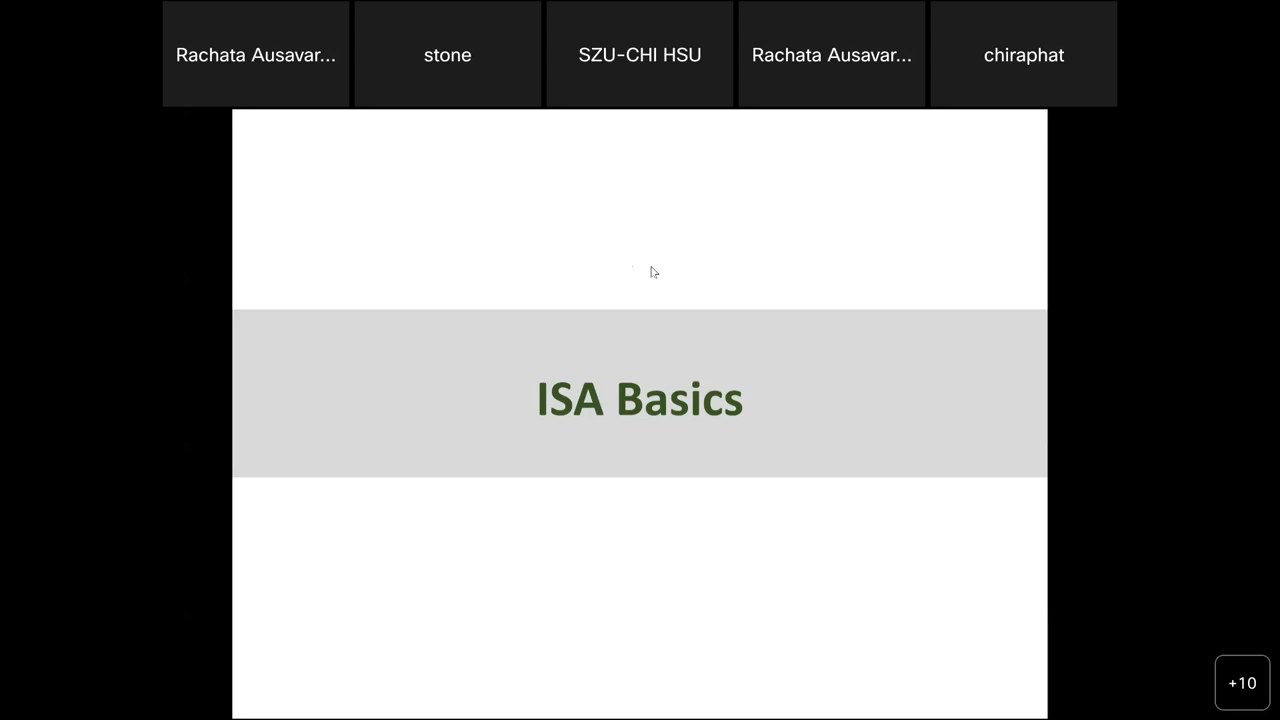 Rachata Ausavar...
stone
SZU-CHI HSU
Rachata Ausavar...
chiraphat
ISA Basics
+10